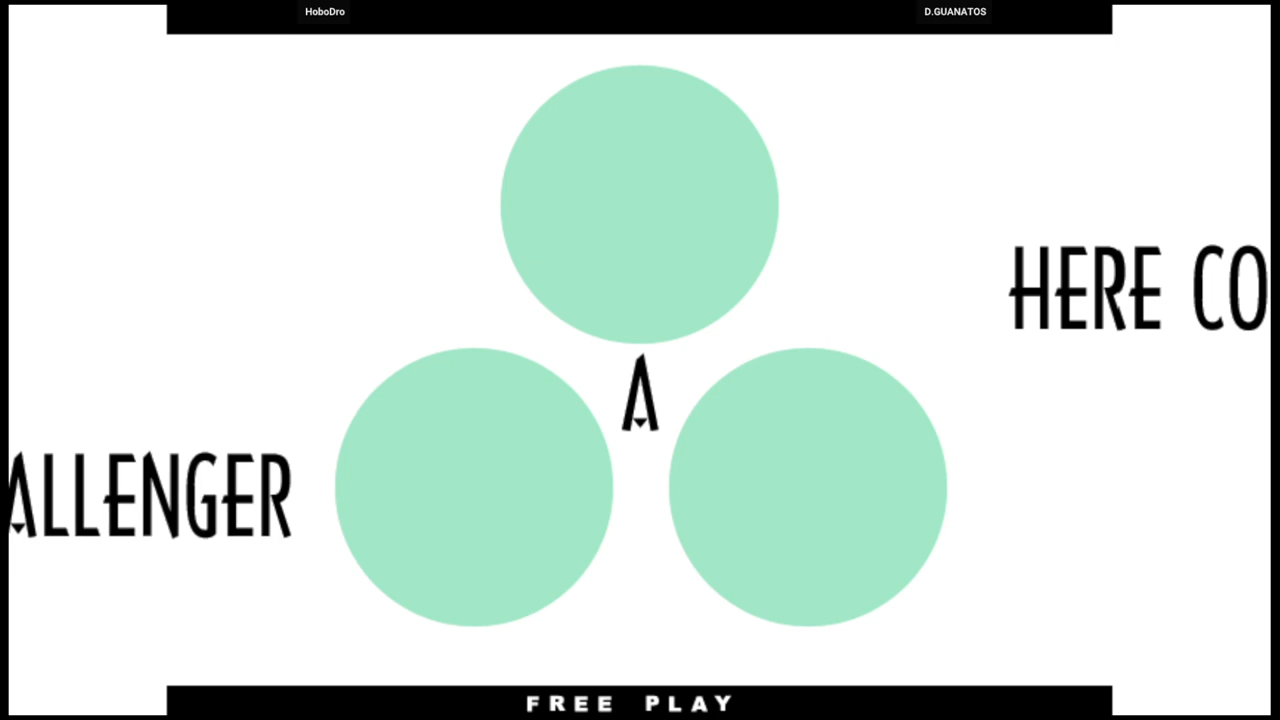 HoboDro
D.GUANATOS
HERE CO
A
ALLENGER
FREE PLAY